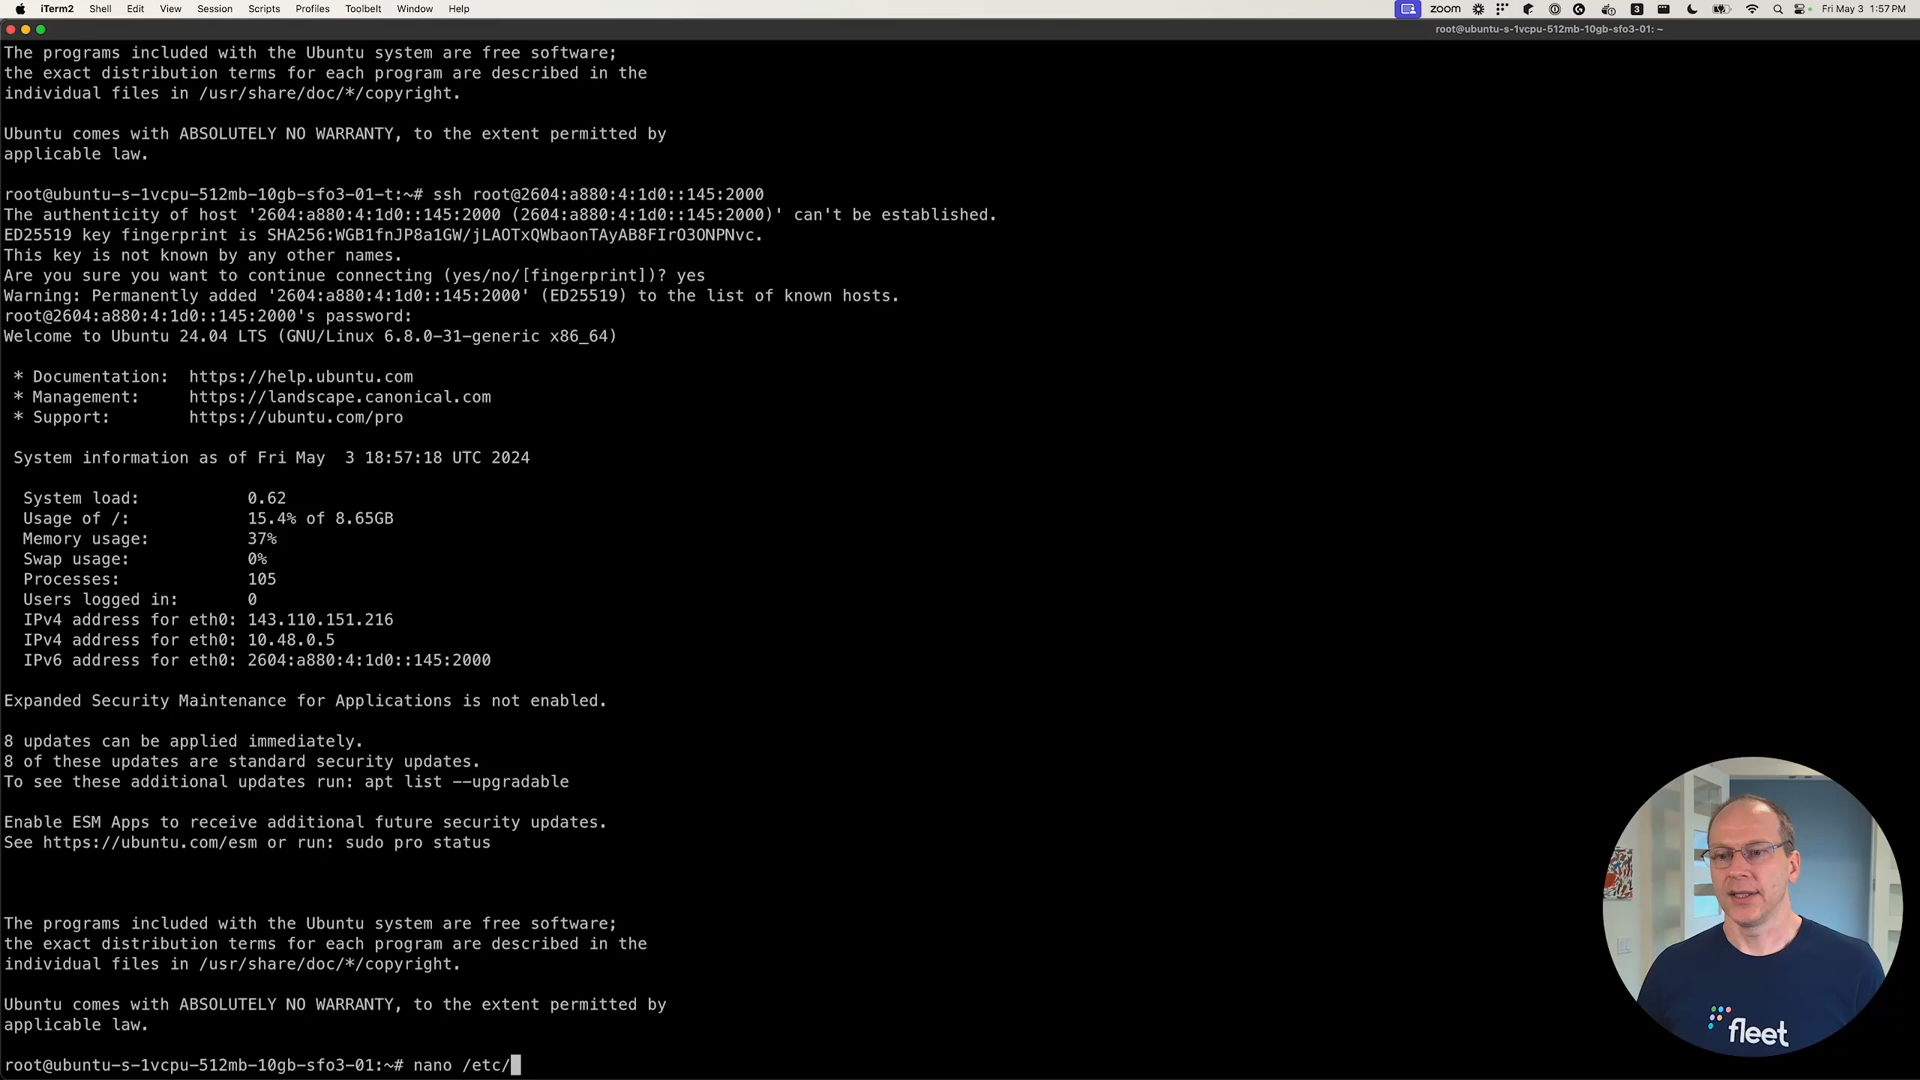 iTerm2 Shell Edit View Session Scripts Profiles Toolbelt Window Help zoom 3 Fri May 3 1:57 PM
root@ubuntu-s-1vcpu-512mb-10gb-sfo3-01: ~
The programs included with the Ubuntu system are free software;
the exact distribution terms for each program are described in the
individual files in /usr/share/doc/*/copyright.
Ubuntu comes with ABSOLUTELY NO WARRANTY, to the extent permitted by
applicable law.
root@ubuntu-s-1vcpu-512mb-10gb-sfo3-01-t:~# ssh root@2604:a880:4:1d0::145:2000
The authenticity of host '2604:a880:4:1d0::145:2000 (2604:a880:4:1d0::145:2000)' can't be established.
ED25519 key fingerprint is SHA256:WGB1fnJP8a1GW/jLAOTxQWbaonTAyAB8FIrO3ONPNvc.
This key is not known by any other names.
Are you sure you want to continue connecting (yes/no/[fingerprint])? yes
Warning: Permanently added '2604:a880:4:1d0::145:2000' (ED25519) to the list of known hosts.
root@2604:a880:4:1d0::145:2000's password:
Welcome to Ubuntu 24.04 LTS (GNU/Linux 6.8.0-31-generic x86_64)
* Documentation: https://help.ubuntu.com
* Management: https://landscape.canonical.com
* Support: https://ubuntu.com/pro
System information as of Fri May 3 18:57:18 UTC 2024
System load: 0.62
Usage of /: 15.4% of 8.65GB
Memory usage: 37%
Swap usage: 0%
Processes: 105
Users logged in: 0
IPv4 address for eth0: 143.110.151.216
IPv4 address for eth0: 10.48.0.5
IPv6 address for eth0: 2604:a880:4:1d0::145:2000
Expanded Security Maintenance for Applications is not enabled.
8 updates can be applied immediately.
8 of these updates are standard security updates.
To see these additional updates run: apt list --upgradable
Enable ESM Apps to receive additional future security updates.
See https://ubuntu.com/esm or run: sudo pro status
The programs included with the Ubuntu system are free software;
the exact distribution terms for each program are described in the
individual files in /usr/share/doc/*/copyright.
Ubuntu comes with ABSOLUTELY NO WARRANTY, to the extent permitted by
applicable law.
root@ubuntu-s-1vcpu-512mb-10gb-sfo3-01:~# nano /etc/
fleet